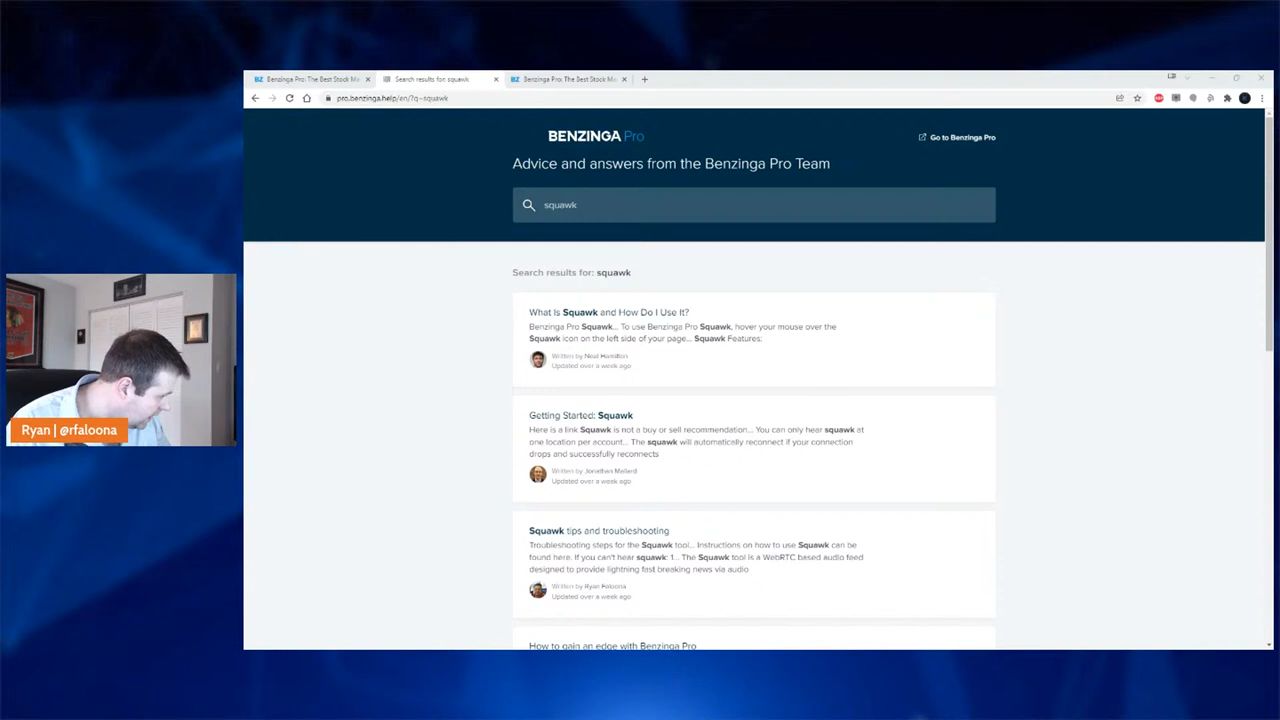 Benzinga Pro: The Best Stock Ma
Search results for: squawk
Benzinga Pro: The Best Stock Ma
pro.benzinga.help/en/?q=squawk
BENZINGA Pro
Go to Benzinga Pro
Advice and answers from the Benzinga Pro Team
squawk
Search results for: squawk
What Is Squawk and How Do I Use It?
Benzinga Pro Squawk... To use Benzinga Pro Squawk, hover your mouse over the
Squawk icon on the left side of your page... Squawk Features:
Written by Neal Hamilton
Updated over a week ago
Getting Started: Squawk
Here is a link Squawk is not a buy or sell recommendation... You can only hear squawk at
one location per account... The squawk will automatically reconnect if your connection
drops and successfully reconnects
Written by Jonathan Mallard
Updated over a week ago
Squawk tips and troubleshooting
Troubleshooting steps for the Squawk tool... Instructions on how to use Squawk can be
found here. If you can't hear squawk: 1... The Squawk tool is a WebRTC based audio feed
designed to provide lightning fast breaking news via audio
Written by Ryan Faloona
Updated over a week ago
How to gain an edge with Benzinga Pro
Ryan | @rfaloona